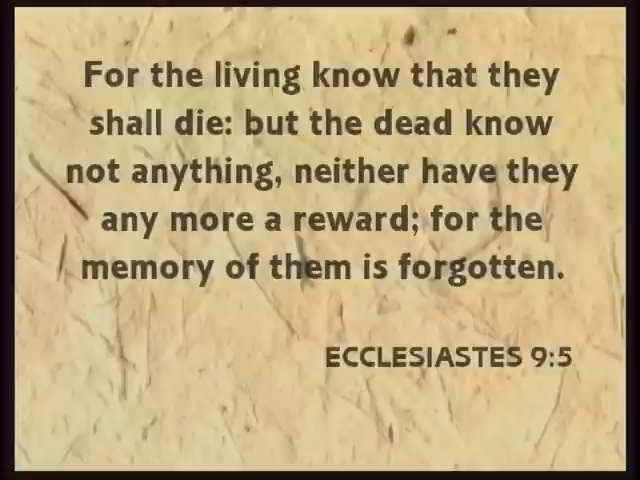 For the living know that they
shall die: but the dead know
not anything, neither have they
any more a reward; for the
memory of them is forgotten.
ECCLESIASTES 9:5